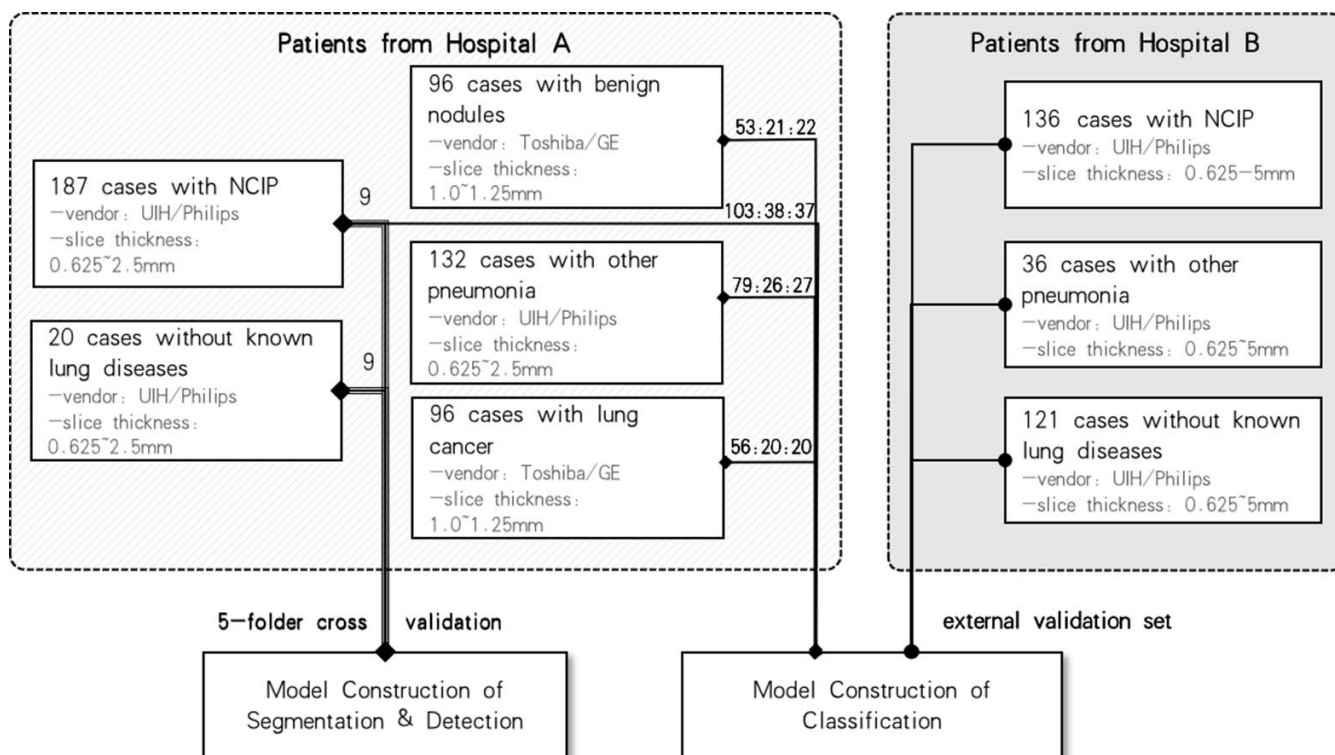 Patients from Hospital A
96 cases with benign
nodules
—vendor: Toshiba/GE
—slice thickness:
1.0~1.25mm
53:21:22
187 cases with NCIP
—vendor: UIH/Philips
—slice thickness:
0.625~2.5mm
9
103:38:37
132 cases with other
pneumonia
—vendor: UIH/Philips
—slice thickness:
0.625~2.5mm
79:26:27
20 cases without known
lung diseases
—vendor: UIH/Philips
—slice thickness:
0.625~2.5mm
9
96 cases with lung
cancer
—vendor: Toshiba/GE
—slice thickness:
1.0~1.25mm
56:20:20
Patients from Hospital B
136 cases with NCIP
—vendor: UIH/Philips
—slice thickness: 0.625—5mm
36 cases with other
pneumonia
—vendor: UIH/Philips
—slice thickness: 0.625~5mm
121 cases without known
lung diseases
—vendor: UIH/Philips
—slice thickness: 0.625~5mm
5—folder cross validation
external validation set
Model Construction of
Segmentation & Detection
Model Construction of
Classification